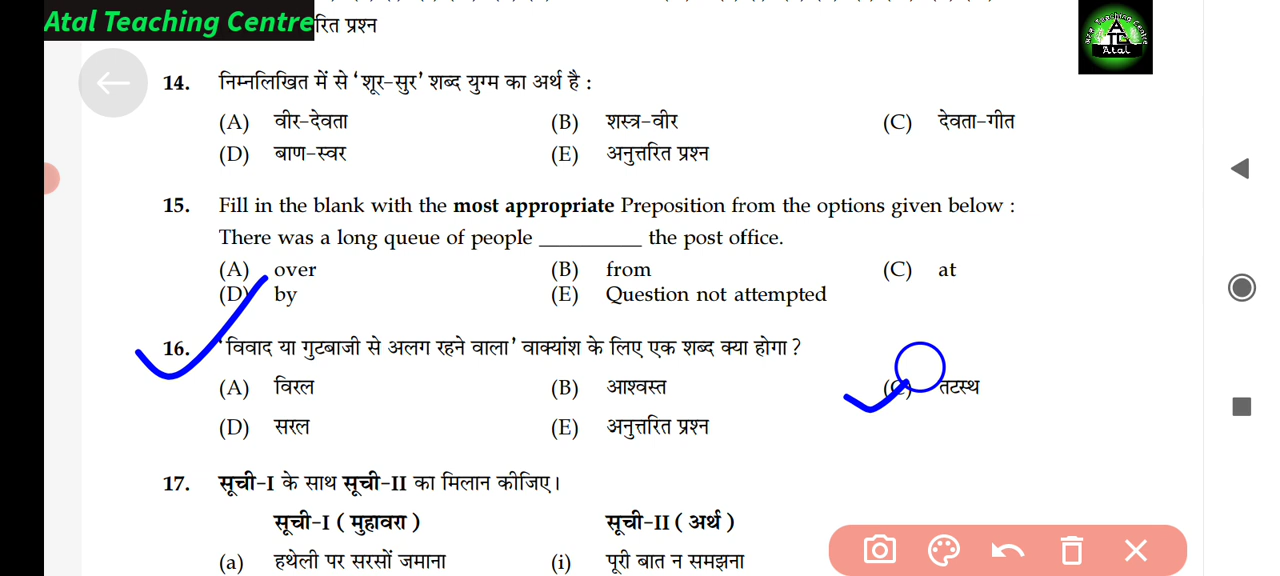 Atal Teaching Centre रित प्रश्न
Atal
14. निम्नलिखित में से 'शूर-सुर' शब्द युग्म का अर्थ है :
(A) वीर-देवता (B) शस्त्र-वीर (C) देवता-गीत
(D) बाण-स्वर (E) अनुत्तरित प्रश्न
15. Fill in the blank with the most appropriate Preposition from the options given below :
There was a long queue of people __________ the post office.
(A) over (B) from (C) at
(D) by (E) Question not attempted
16. 'विवाद या गुटबाजी से अलग रहने वाला' वाक्यांश के लिए एक शब्द क्या होगा ?
(A) विरल (B) आश्वस्त (C) तटस्थ
(D) सरल (E) अनुत्तरित प्रश्न
17. सूची-I के साथ सूची-II का मिलान कीजिए।
सूची-I ( मुहावरा ) सूची-II ( अर्थ )
(a) हथेली पर सरसों जमाना (i) पूरी बात न समझना